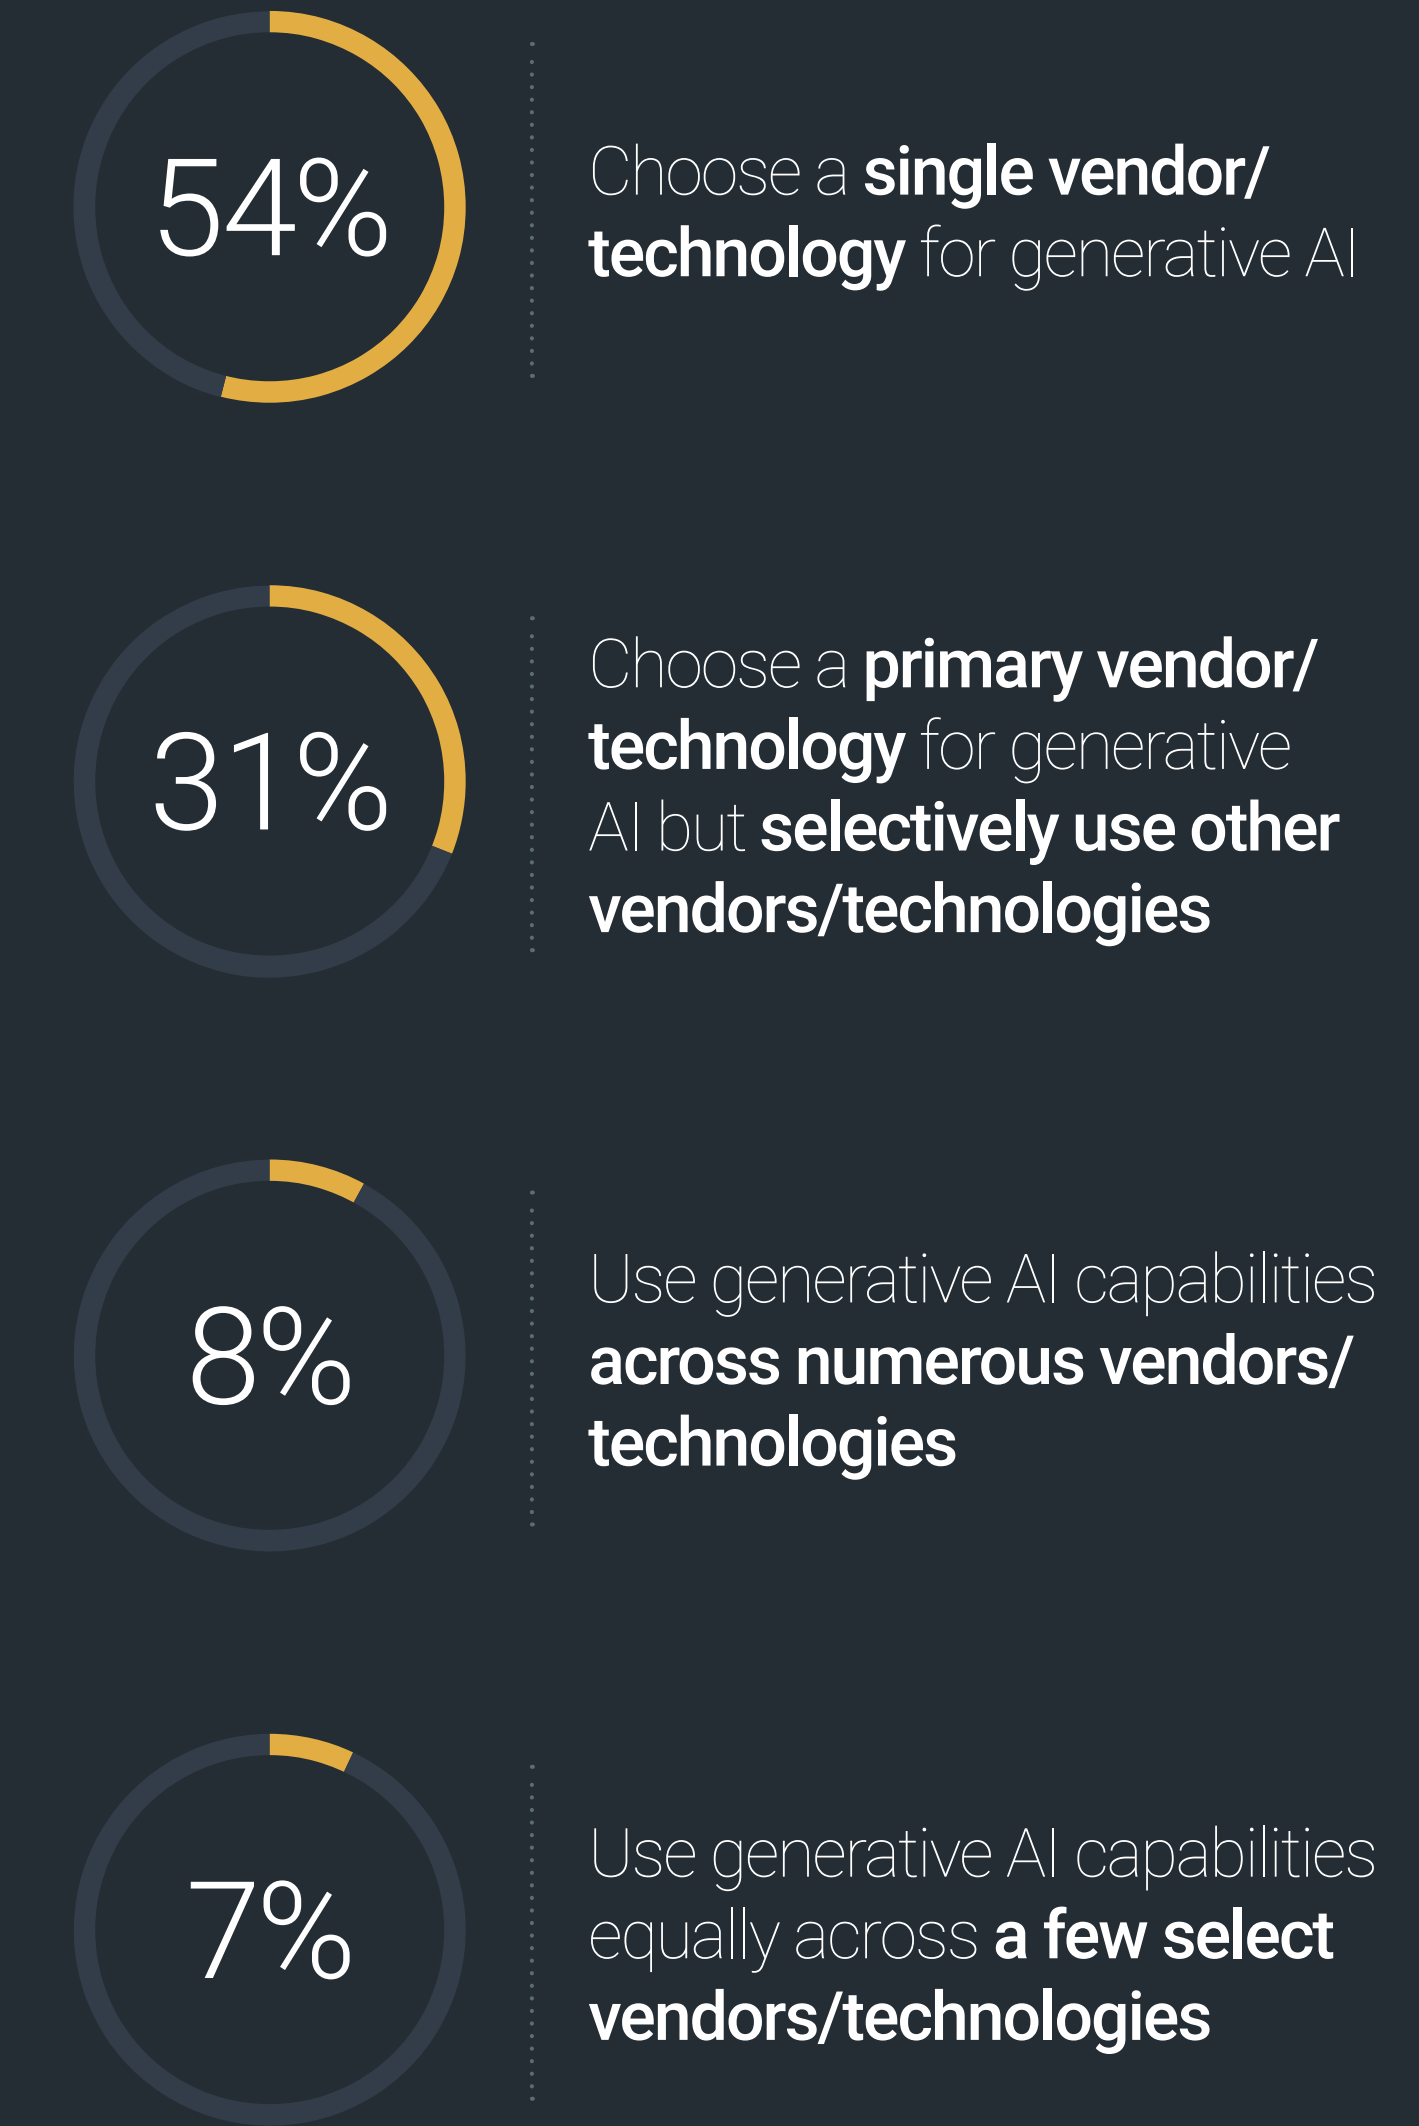 54%
Choose a single vendor/
technology for generative AI
31%
Choose a primary vendor/
technology for generative
AI but selectively use other
vendors/technologies
8%
Use generative AI capabilities
across numerous vendors/
technologies
7%
Use generative AI capabilities
equally across a few select
vendors/technologies